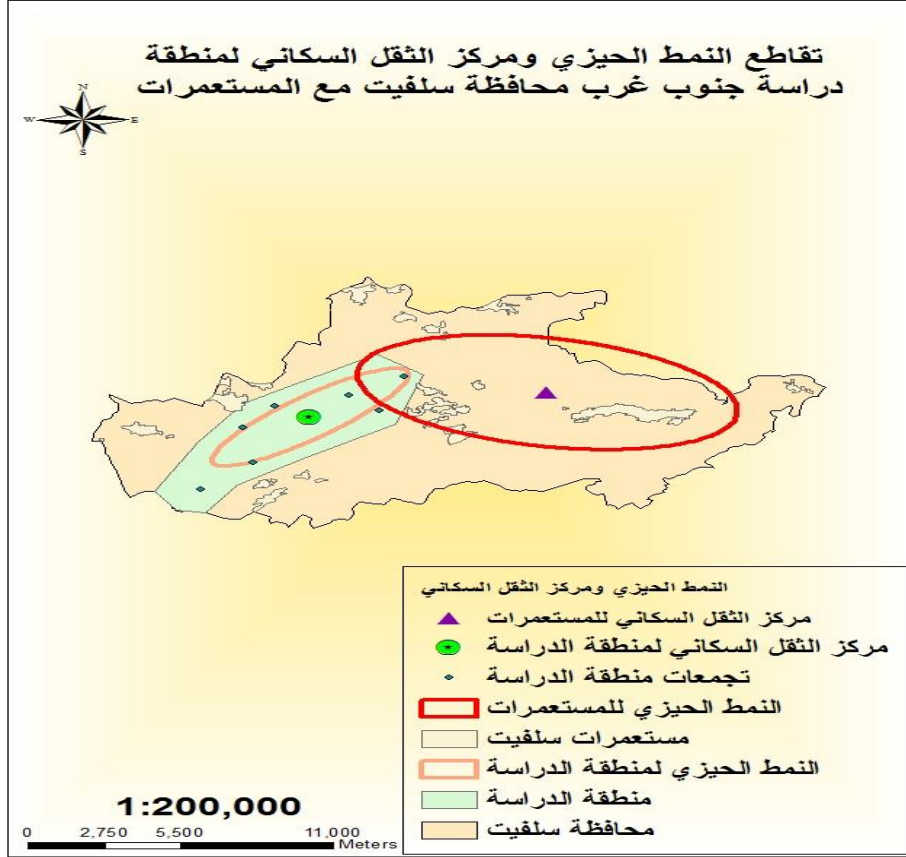 تقاطع النمط الحيزي ومركز الثقل السكاني لمنطقة
دراسة جنوب غرب محافظة سلفيت مع المستعمرات
N
W E
S
النمط الحيزي ومركز الثقل السكاني
مركز الثقل السكاني للمستعمرات
مركز الثقل السكاني لمنطقة الدراسة
تجمعات منطقة الدراسة
النمط الحيزي للمستعمرات
مستعمرات سلفيت
النمط الحيزي لمنطقة الدراسة
منطقة الدراسة
محافظة سلفيت
1:200,000
0 2,750 5,500 11,000
Meters